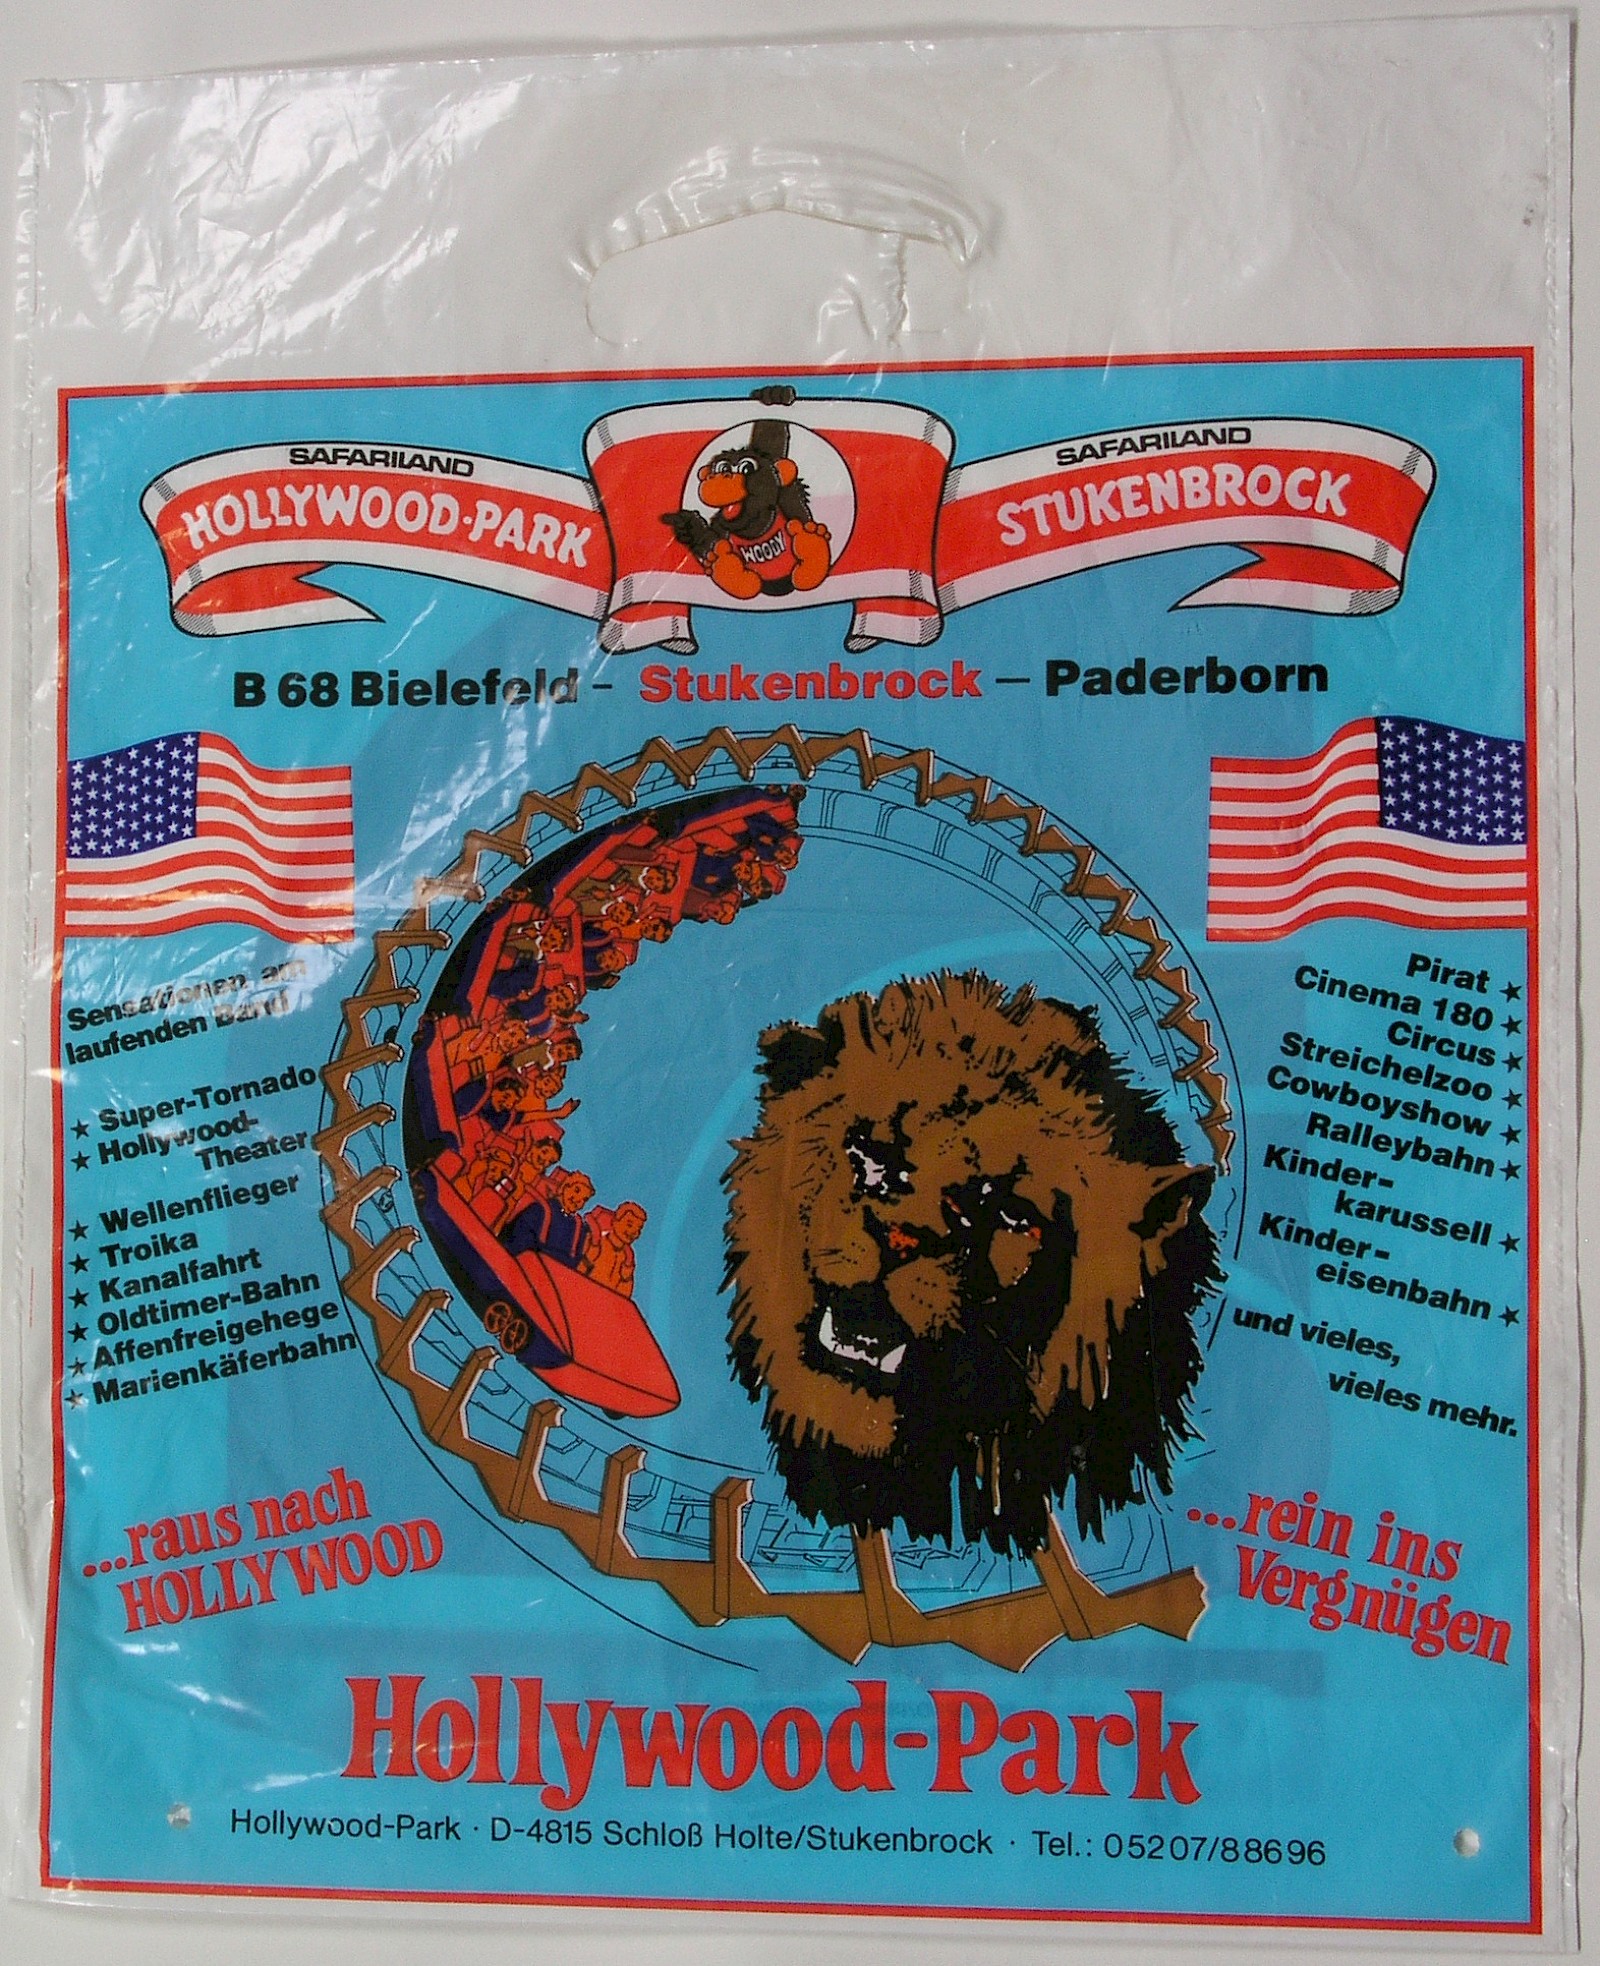 SAFARILAND
HOLLYWOOD-PARK
WOODY
SAFARILAND
STUKENBROCK
B 68 Bielefeld - Stukenbrock - Paderborn
Sensationen am
laufenden Band
★ Super-Tornado
★ Hollywood-
Theater
★ Wellenflieger
★ Troika
★ Kanalfahrt
★ Oldtimer-Bahn
★ Affenfreigehege
★ Marienkäferbahn
Pirat ★
Cinema 180 ★
Circus ★
Streichelzoo ★
Cowboyshow ★
Ralleybahn ★
Kinder-
karussell ★
Kinder-
eisenbahn ★
und vieles,
vieles mehr.
...raus nach
HOLLYWOOD
...rein ins
Vergnügen
Hollywood-Park
Hollywood-Park · D-4815 Schloß Holte/Stukenbrock · Tel.: 05207/88696